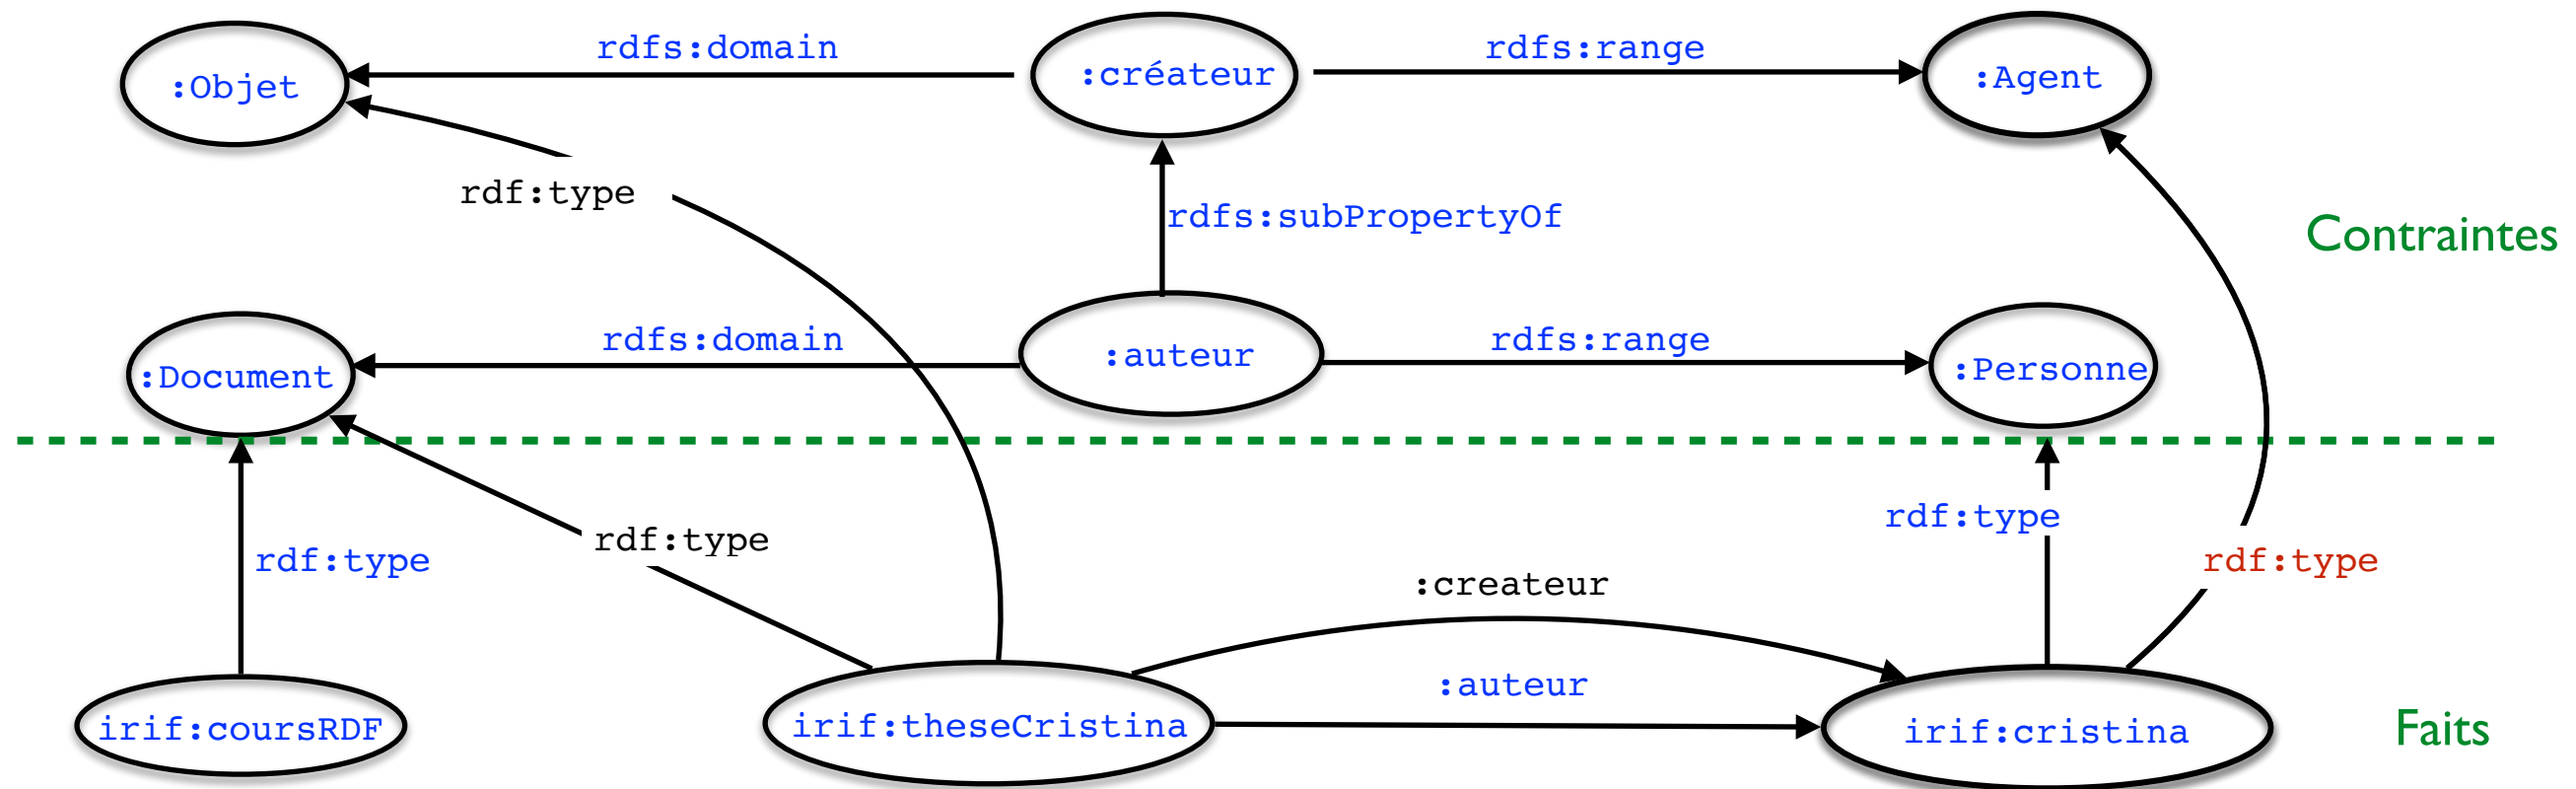 rdfs:domain
rdfs:range
:Objet
:créateur
:Agent
rdf:type
rdfs:subPropertyOf
Contraintes
rdfs:domain
rdfs:range
:Document
:auteur
:Personne
rdf:type
rdf:type
rdf:type
rdf:type
:createur
:auteur
irif:coursRDF
irif:theseCristina
irif:cristina
Faits